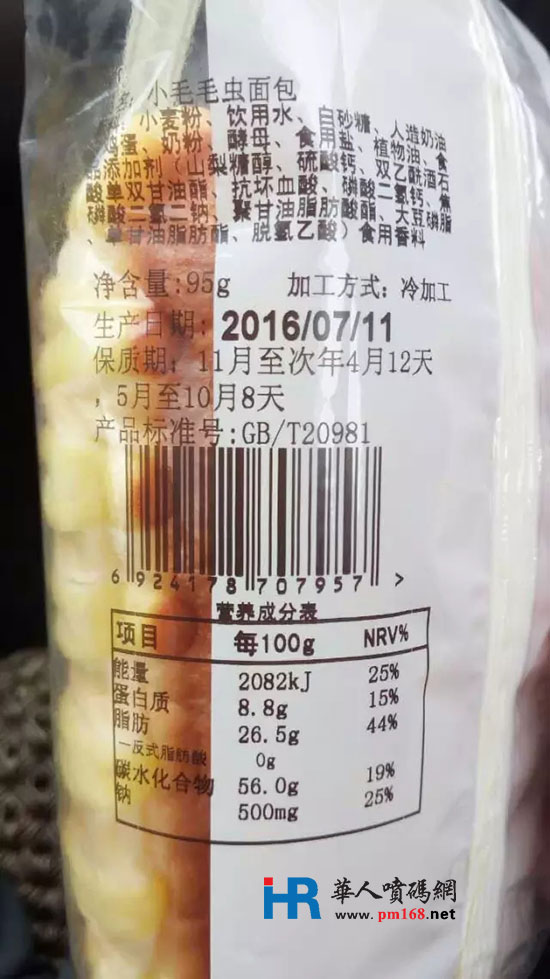 小毛毛虫面包
小麦粉、饮用水、白砂糖、人造奶油
鸡蛋、奶粉、酵母、食用盐、植物油、食
品添加剂(山梨糖醇、硫酸钙、双乙酰酒石
酸单双甘油酯、抗坏血酸、磷酸二氢钙、焦
磷酸二氢二钠、聚甘油脂肪酸酯、大豆磷脂
、单甘油脂肪酸酯、脱氢乙酸)食用香料
净含量:95g 加工方式:冷加工
生产日期: 2016/07/11
保质期:11月至次年4月12天
,5月至10月8天
产品标准号:GB/T20981
6 924178 707957 >
营养成分表
项目 每100g NRV%
能量 2082kJ 25%
蛋白质 8.8g 15%
脂肪 26.5g 44%
—反式脂肪酸 0g
碳水化合物 56.0g 19%
钠 500mg 25%
HR 華人噴碼網
www.pm168.net